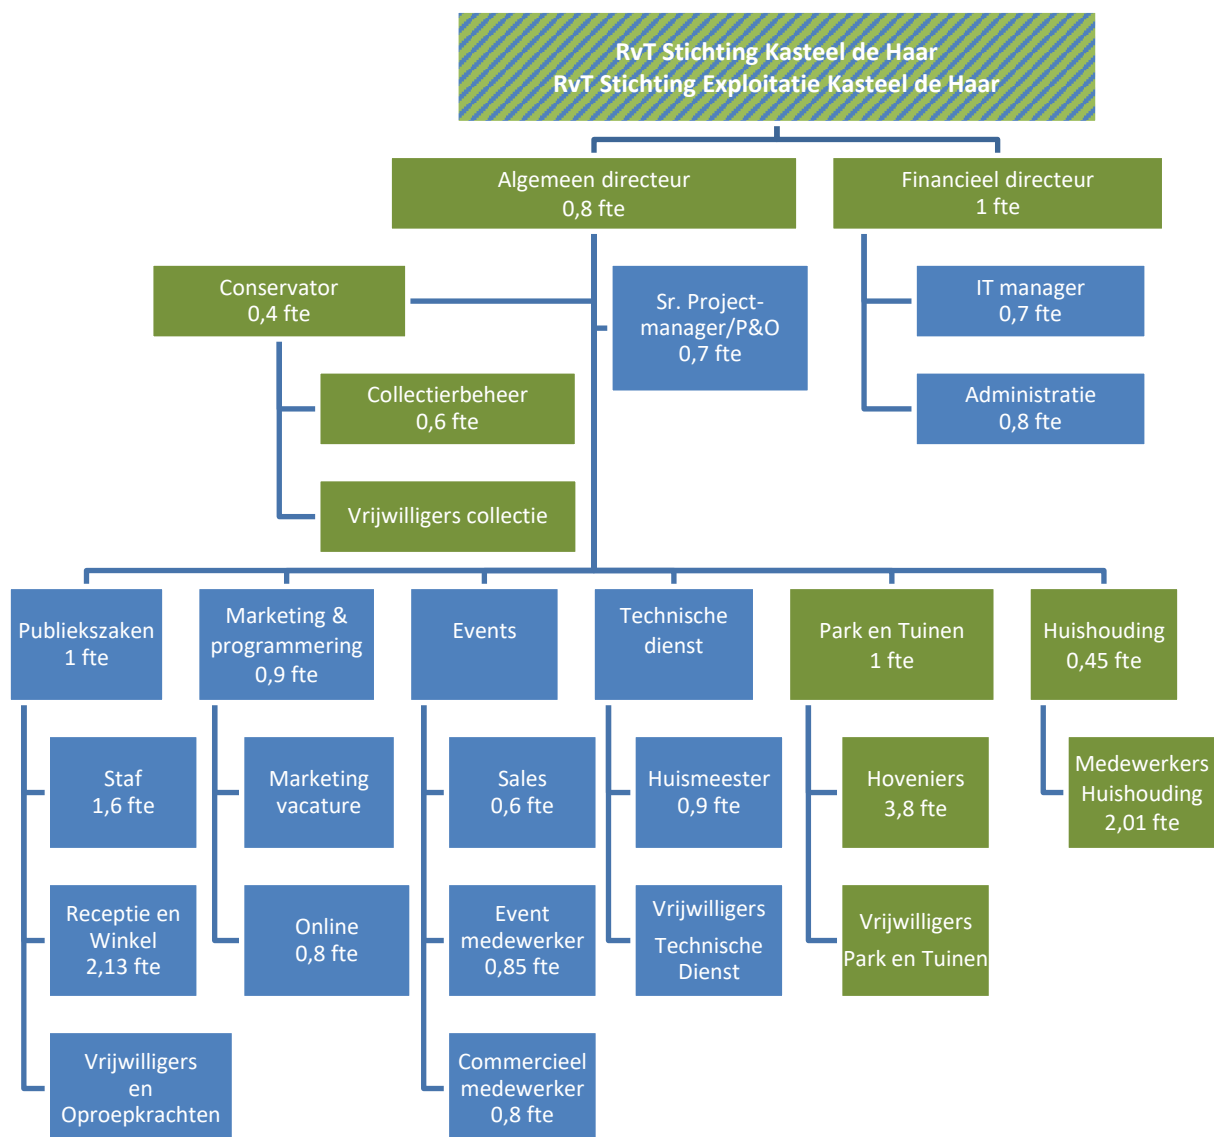 RvT Stichting Kasteel de Haar
RvT Stichting Exploitatie Kasteel de Haar
Algemeen directeur
0,8 fte
Financieel directeur
1 fte
Conservator
0,4 fte
Sr. Project-
manager/P&O
0,7 fte
IT manager
0,7 fte
Collectierbeheer
0,6 fte
Administratie
0,8 fte
Vrijwilligers collectie
Publiekszaken
1 fte
Marketing &
programmering
0,9 fte
Events
Technische
dienst
Park en Tuinen
1 fte
Huishouding
0,45 fte
Staf
1,6 fte
Marketing
vacature
Sales
0,6 fte
Huismeester
0,9 fte
Hoveniers
3,8 fte
Medewerkers
Huishouding
2,01 fte
Receptie en
Winkel
2,13 fte
Online
0,8 fte
Event
medewerker
0,85 fte
Vrijwilligers
Technische
Dienst
Vrijwilligers
Park en Tuinen
Vrijwilligers
en
Oproepkrachten
Commercieel
medewerker
0,8 fte